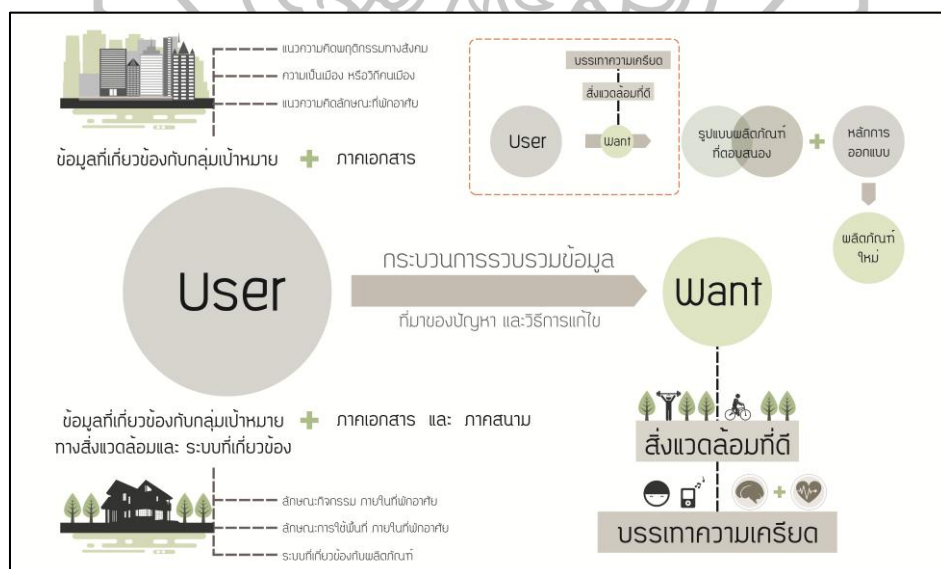 แนวความคิดพฤติกรรมทางสังคม
ความเป็นเมือง หรือวิถีคนเมือง
แนวความคิดลักษณะที่พักอาศัย
ข้อมูลที่เกี่ยวข้องกับกลุ่มเป้าหมาย + ภาคเอกสาร
บรรเทาความเครียด
สิ่งแวดล้อมที่ดี
User
Want
รูปแบบผลิตภัณฑ์
ที่ตอบสนอง
+
หลักการ
ออกแบบ
ผลิตภัณฑ์
ใหม่
User
กระบวนการรวบรวมข้อมูล
ที่มาของปัญหา และวิธีการแก้ไข
Want
ข้อมูลที่เกี่ยวข้องกับกลุ่มเป้าหมาย + ภาคเอกสาร และ ภาคสนาม
ทางสิ่งแวดล้อมและ ระบบที่เกี่ยวข้อง
ลักษณะกิจกรรม ภายในที่พักอาศัย
ลักษณะการใช้พื้นที่ ภายในที่พักอาศัย
ระบบที่เกี่ยวข้องกับผลิตภัณฑ์
สิ่งแวดล้อมที่ดี
+
บรรเทาความเครียด